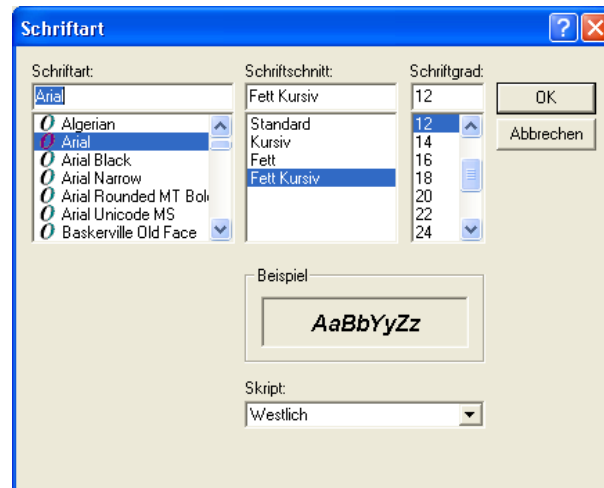 Schriftart
Schriftart:
Arial
Algerian
Arial
Arial Black
Arial Narrow
Arial Rounded MT Bol
Arial Unicode MS
Baskerville Old Face
Schriftschnitt:
Fett Kursiv
Standard
Kursiv
Fett
Fett Kursiv
Schriftgrad:
12
12
14
16
18
20
22
24
OK
Abbrechen
Beispiel
AaBbYyZz
Skript:
Westlich